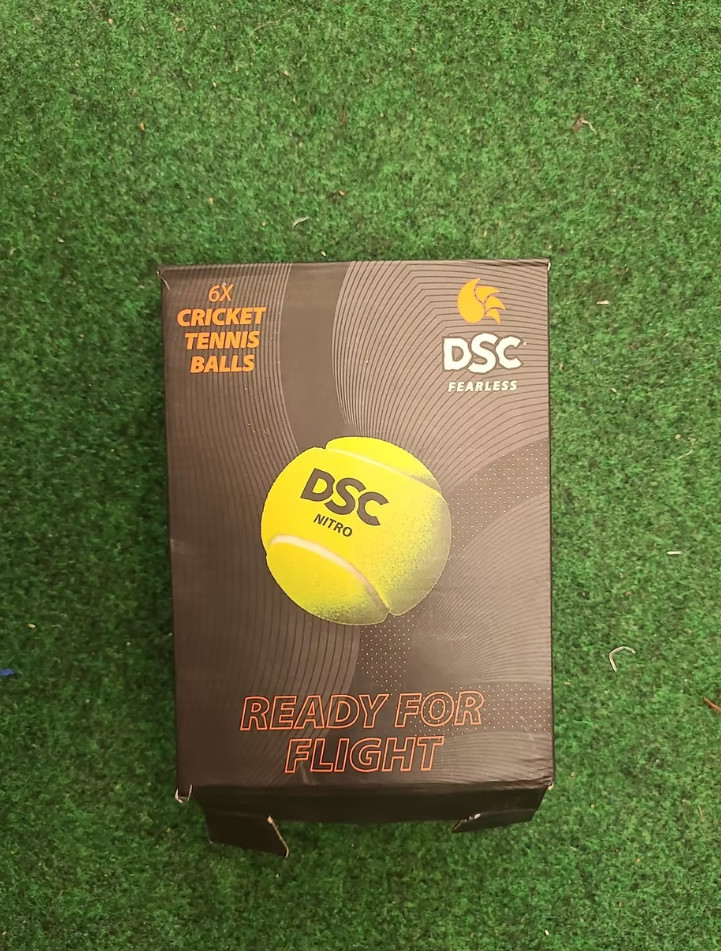 6X
CRICKET
TENNIS
BALLS
DSC
FEARLESS
DSC
NITRO
READY FOR
FLIGHT